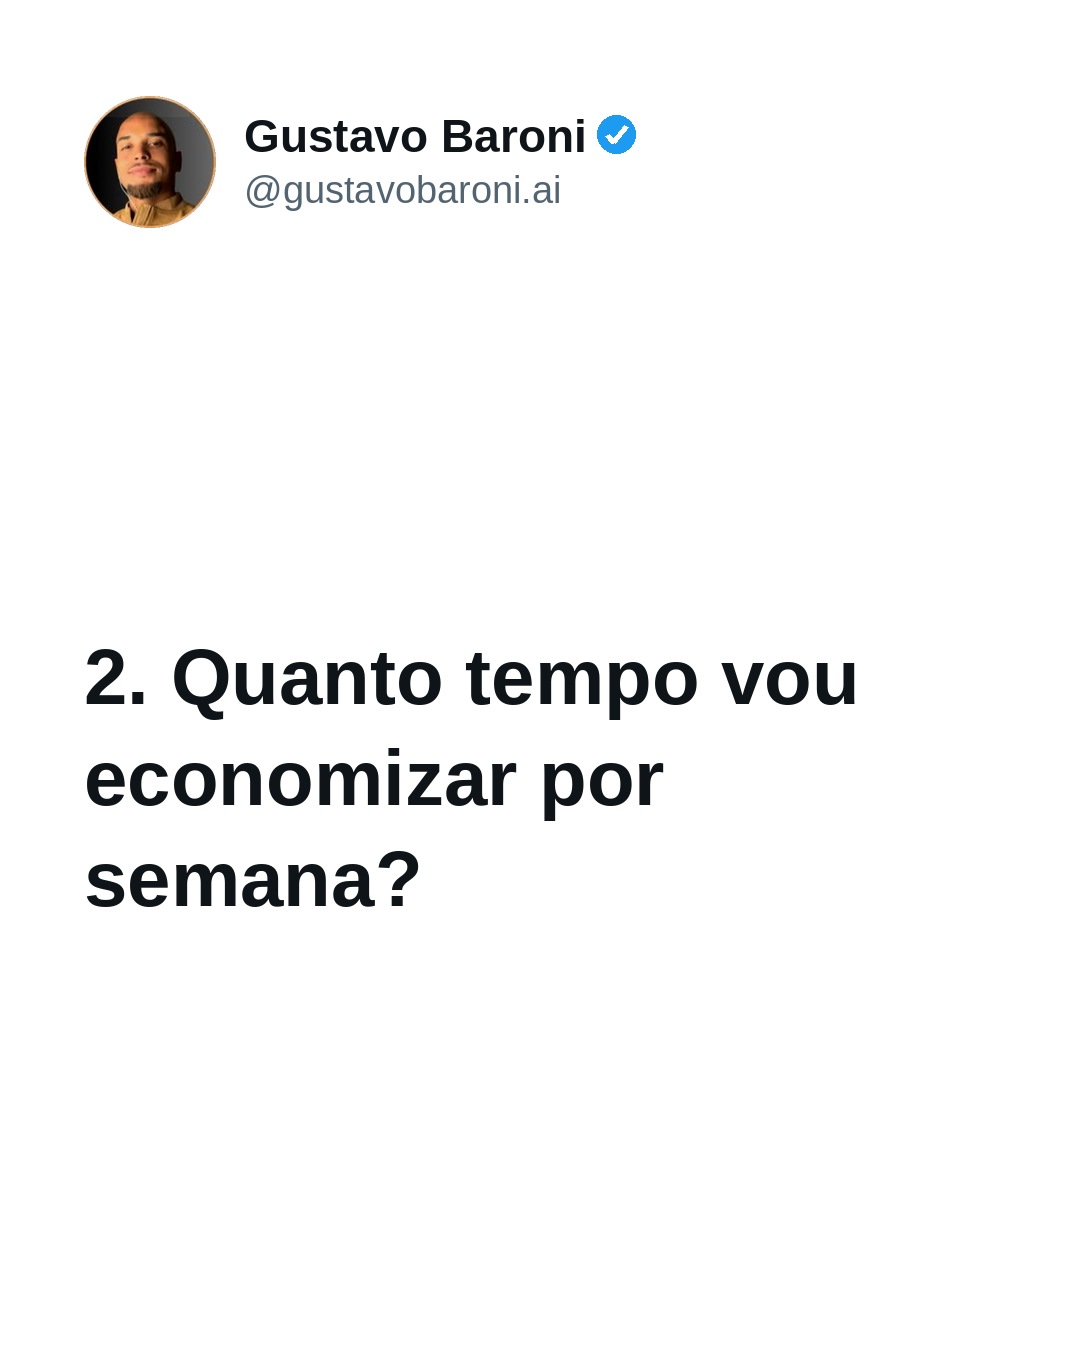 Gustavo Baroni
@gustavobaroni.ai
2. Quanto tempo vou
economizar por
semana?